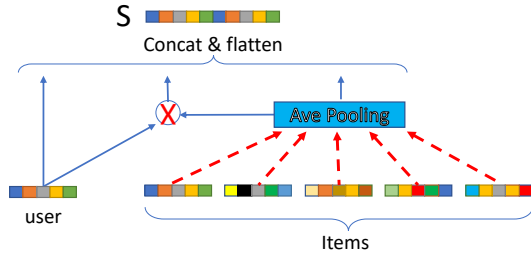 S
Concat & flatten
X
Ave Pooling
user
Items